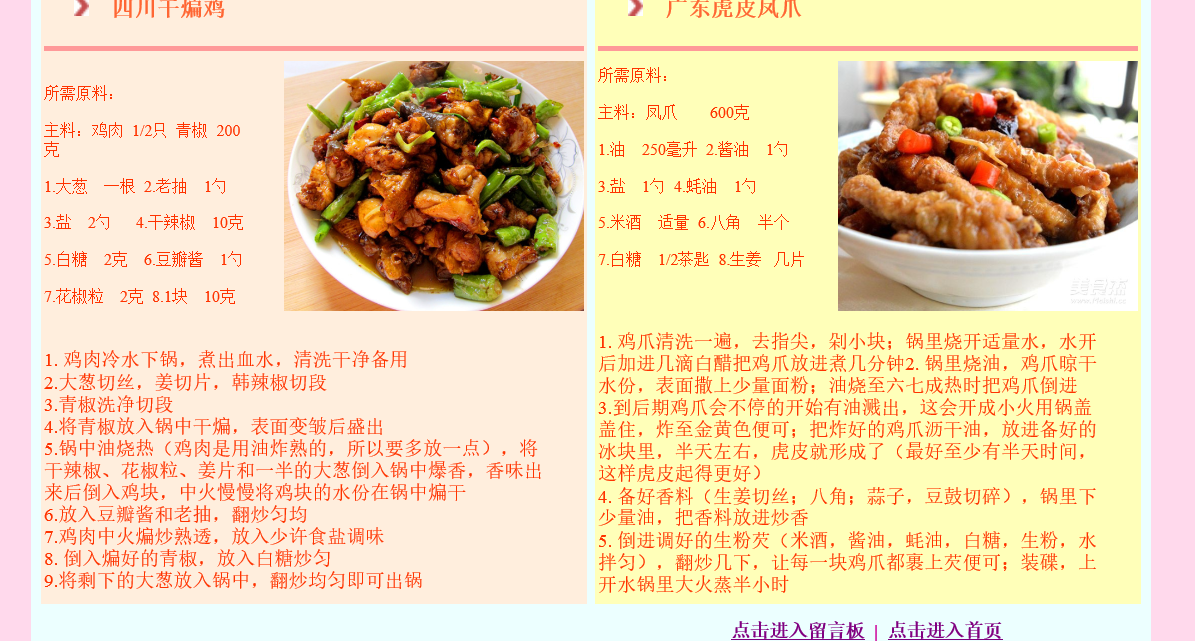 四川干煸鸡
所需原料：
主料：鸡肉 1/2只 青椒 200
克
1.大葱 一根 2.老抽 1勺
3.盐 2勺 4.干辣椒 10克
5.白糖 2克 6.豆瓣酱 1勺
7.花椒粒 2克 8.1块 10克
1. 鸡肉冷水下锅，煮出血水，清洗干净备用
2.大葱切丝，姜切片，韩辣椒切段
3.青椒洗净切段
4.将青椒放入锅中干煸，表面变皱后盛出
5.锅中油烧热（鸡肉是用油炸熟的，所以要多放一点），将
干辣椒、花椒粒、姜片和一半的大葱倒入锅中爆香，香味出
来后倒入鸡块，中火慢慢将鸡块的水份在锅中煸干
6.放入豆瓣酱和老抽，翻炒匀均
7.鸡肉中火煸炒熟透，放入少许食盐调味
8. 倒入煸好的青椒，放入白糖炒匀
9.将剩下的大葱放入锅中，翻炒均匀即可出锅
广东虎皮凤爪
所需原料：
主料：凤爪 600克
1.油 250毫升 2.酱油 1勺
3.盐 1勺 4.蚝油 1勺
5.米酒 适量 6.八角 半个
7.白糖 1/2茶匙 8.生姜 几片
美食杰
1. 鸡爪清洗一遍，去指尖，剁小块；锅里烧开适量水，水开
后加进几滴白醋把鸡爪放进煮几分钟2. 锅里烧油，鸡爪晾干
水份，表面撒上少量面粉；油烧至六七成热时把鸡爪倒进
3.到后期鸡爪会不停的开始有油溅出，这会开成小火用锅盖
盖住，炸至金黄色便可；把炸好的鸡爪沥干油，放进备好的
冰块里，半天左右，虎皮就形成了（最好至少有半天时间，
这样虎皮起得更好）
4. 备好香料（生姜切丝；八角；蒜子，豆鼓切碎），锅里下
少量油，把香料放进炒香
5. 倒进调好的生粉芡（米酒，酱油，蚝油，白糖，生粉，水
拌匀），翻炒几下，让每一块鸡爪都裹上芡便可；装碟，上
开水锅里大火蒸半小时
点击进入留言板 | 点击进入首页